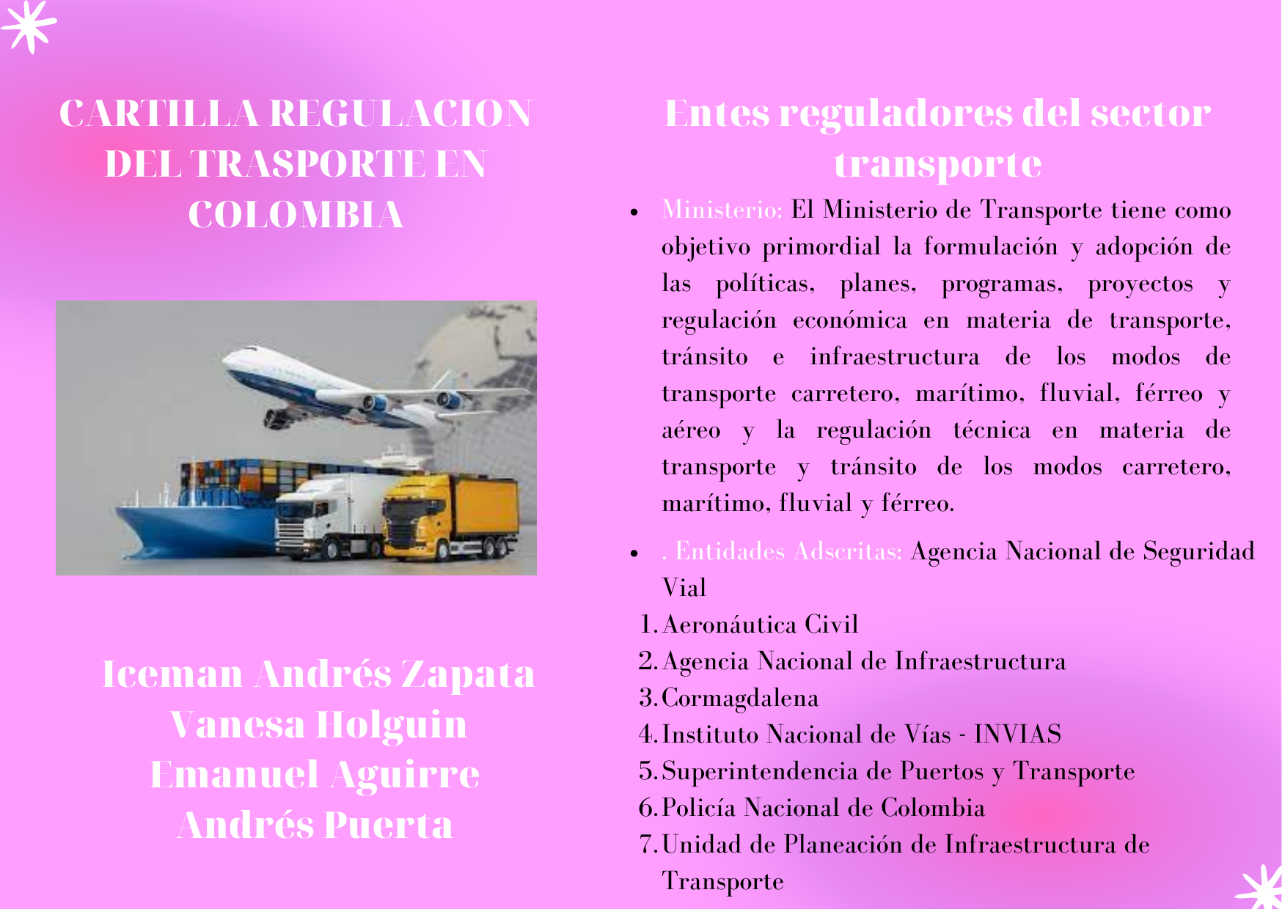 CARTILLA REGULACION
DEL TRASPORTE EN
COLOMBIA
Iceman Andrés Zapata
Vanesa Holguin
Emanuel Aguirre
Andrés Puerta
Entes reguladores del sector
transporte
• Ministerio: El Ministerio de Transporte tiene como
objetivo primordial la formulación y adopción de
las políticas, planes, programas, proyectos y
regulación económica en materia de transporte,
tránsito e infraestructura de los modos de
transporte carretero, marítimo, fluvial, férreo y
aéreo y la regulación técnica en materia de
transporte y tránsito de los modos carretero,
marítimo, fluvial y férreo.
• . Entidades Adscritas: Agencia Nacional de Seguridad
Vial
1. Aeronáutica Civil
2. Agencia Nacional de Infraestructura
3. Cormagdalena
4. Instituto Nacional de Vías - INVIAS
5. Superintendencia de Puertos y Transporte
6. Policía Nacional de Colombia
7. Unidad de Planeación de Infraestructura de
Transporte